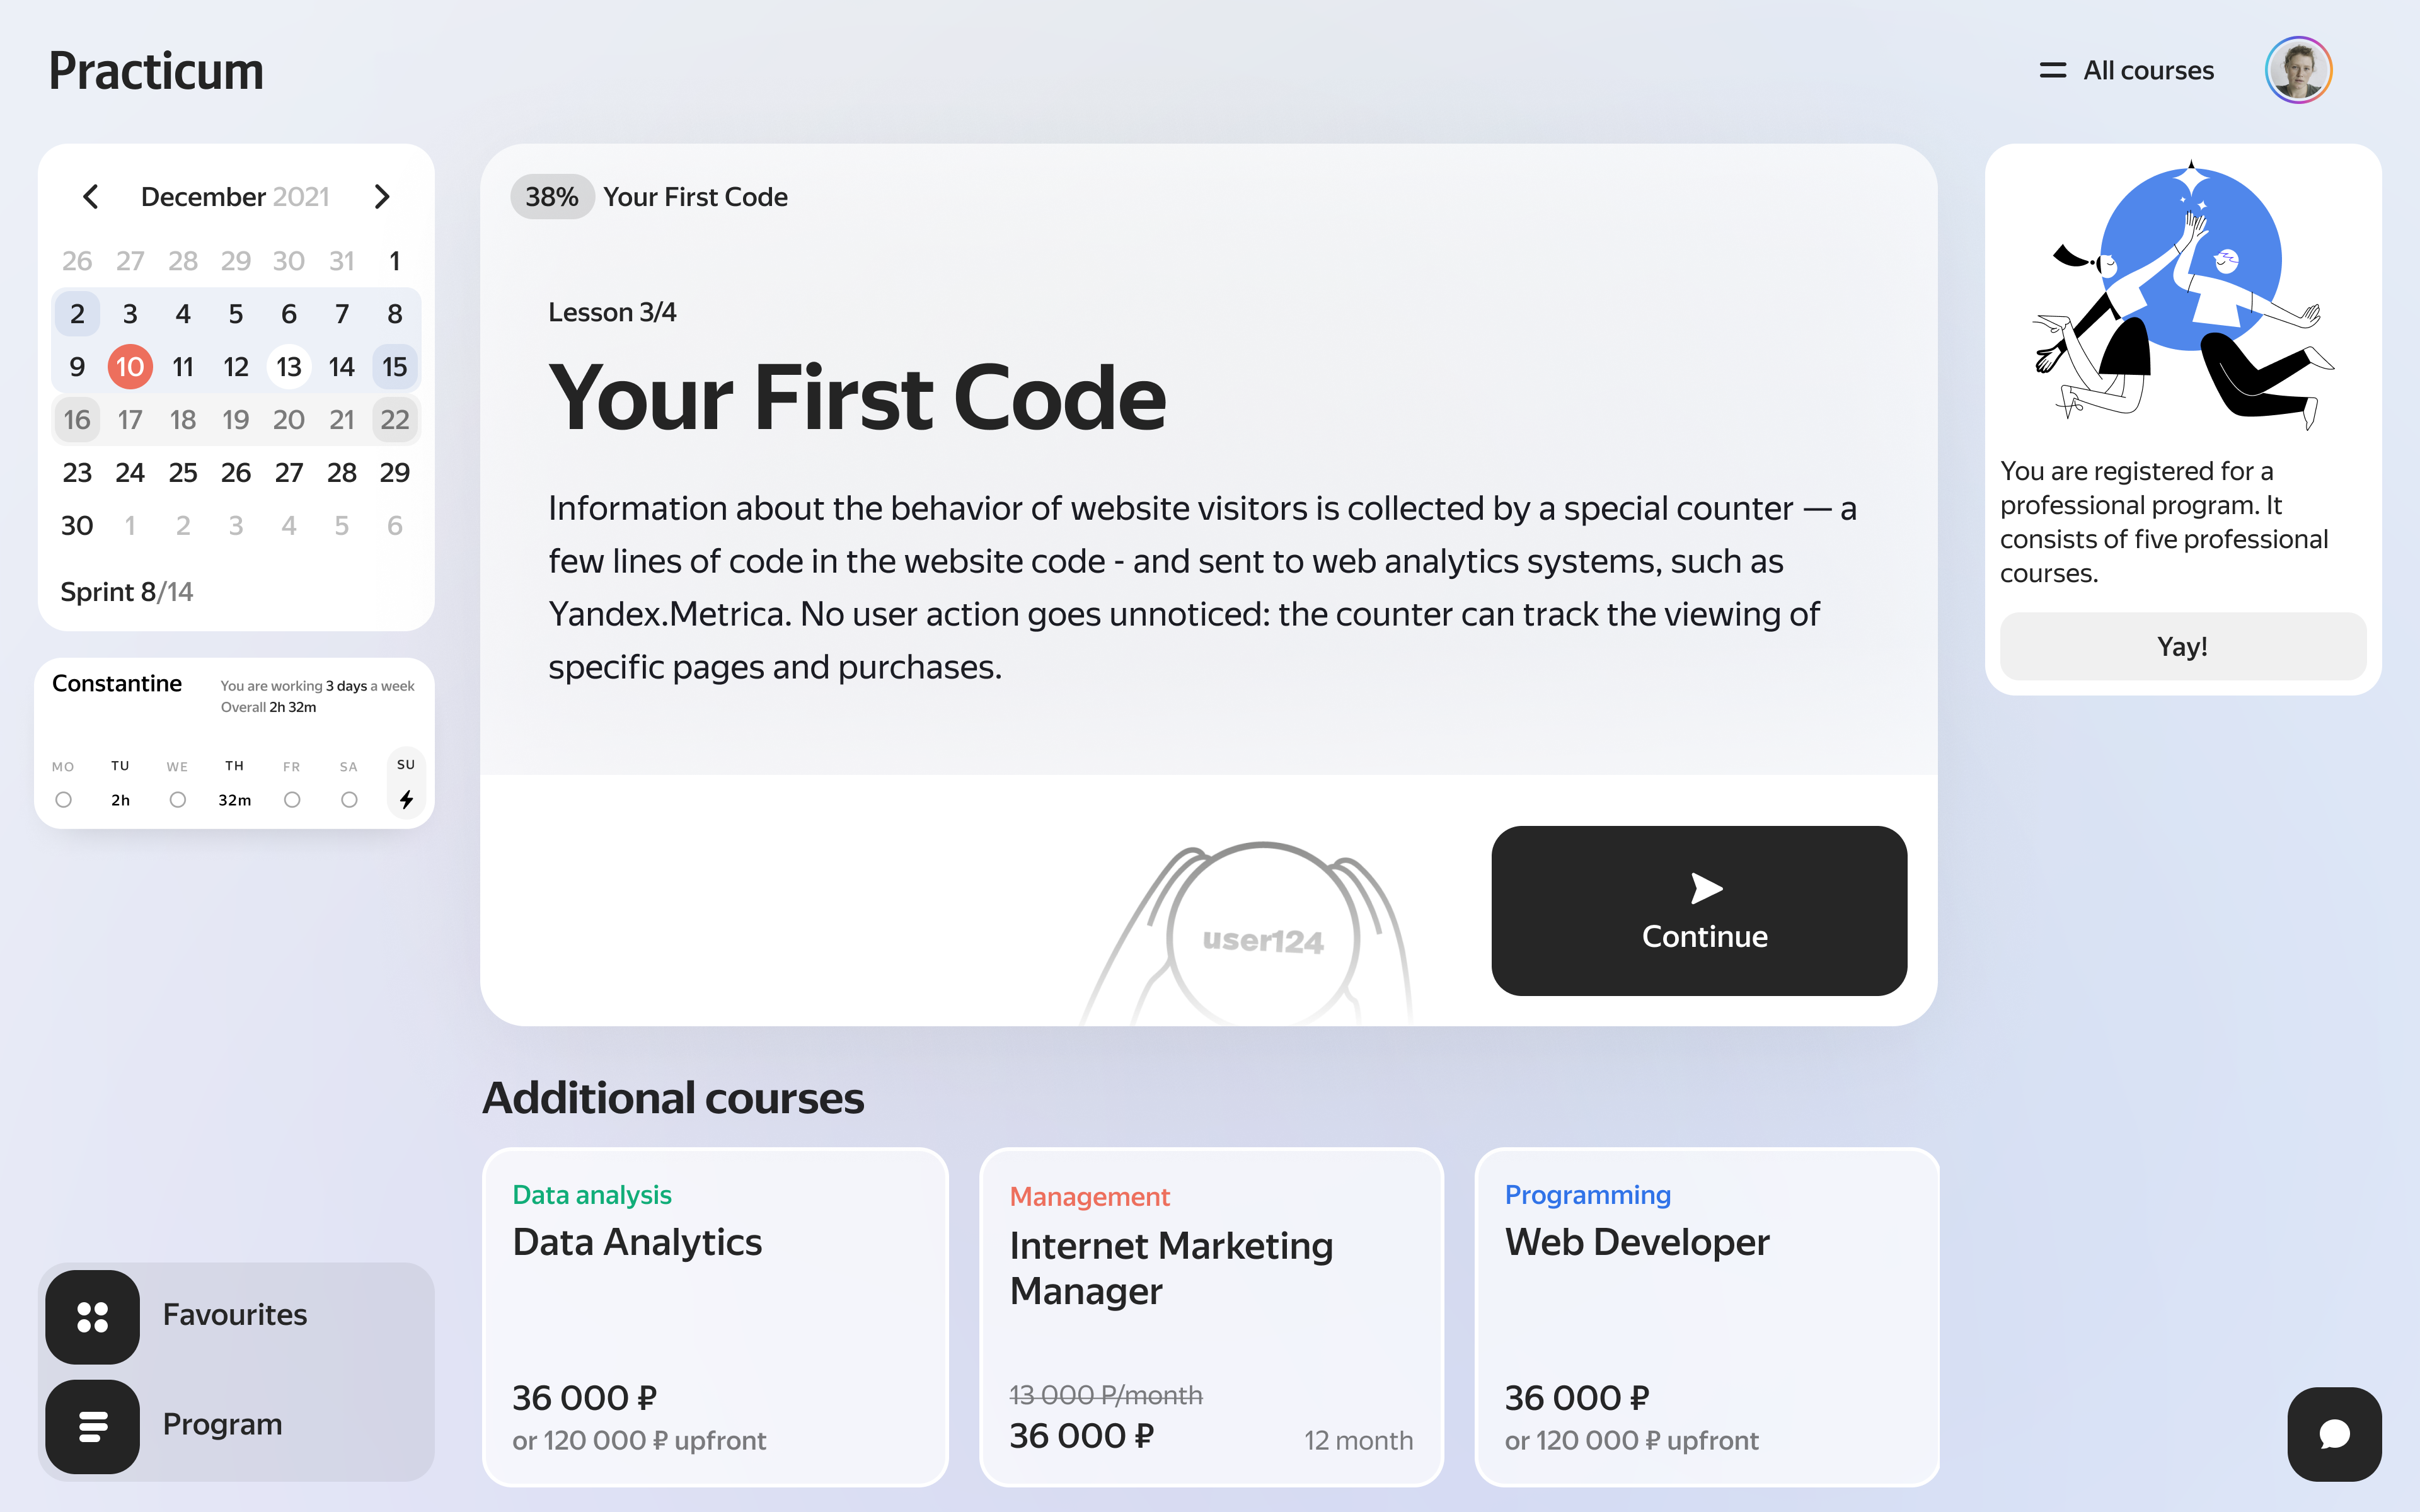 Practicum
All courses
December 2021
26 27 28 29 30 31 1
2 3 4 5 6 7 8
9 10 11 12 13 14 15
16 17 18 19 20 21 22
23 24 25 26 27 28 29
30 1 2 3 4 5 6
Sprint 8/14
Constantine
You are working 3 days a week
Overall 2h 32m
MO TU WE TH FR SA SU
2h 32m
38% Your First Code
Lesson 3/4
Your First Code
Information about the behavior of website visitors is collected by a special counter — a
few lines of code in the website code - and sent to web analytics systems, such as
Yandex.Metrica. No user action goes unnoticed: the counter can track the viewing of
specific pages and purchases.
user124
Continue
You are registered for a
professional program. It
consists of five professional
courses.
Yay!
Additional courses
Data analysis
Data Analytics
36 000 ₽
or 120 000 ₽ upfront
Management
Internet Marketing
Manager
13 000 ₽/month
36 000 ₽
12 month
Programming
Web Developer
36 000 ₽
or 120 000 ₽ upfront
Favourites
Program